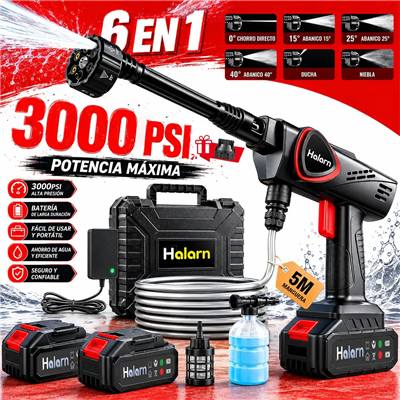 6 EN 1
0° CHORRO DIRECTO
15° ABANICO 15°
25° ABANICO 25°
40° ABANICO 40°
DUCHA
NIEBLA
3000 PSI
POTENCIA MÁXIMA
Halarn
3000PSI
ALTA PRESIÓN
BATERÍA
DE LARGA DURACIÓN
FÁCIL DE USAR
Y PORTÁTIL
AHORRO DE AGUA
Y EFICIENTE
SEGURO Y
CONFIABLE
Halarn
5M
MANGUERA
Halarn
Halarn
Halarn